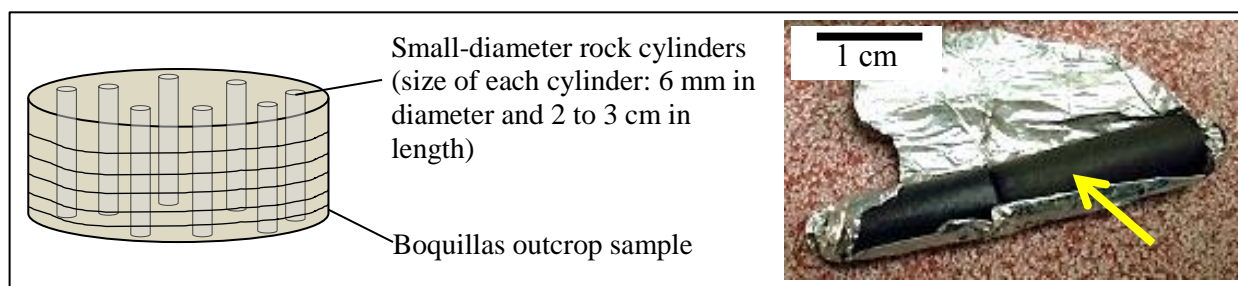 Small-diameter rock cylinders
(size of each cylinder: 6 mm in
diameter and 2 to 3 cm in
length)
Boquillas outcrop sample
1 cm